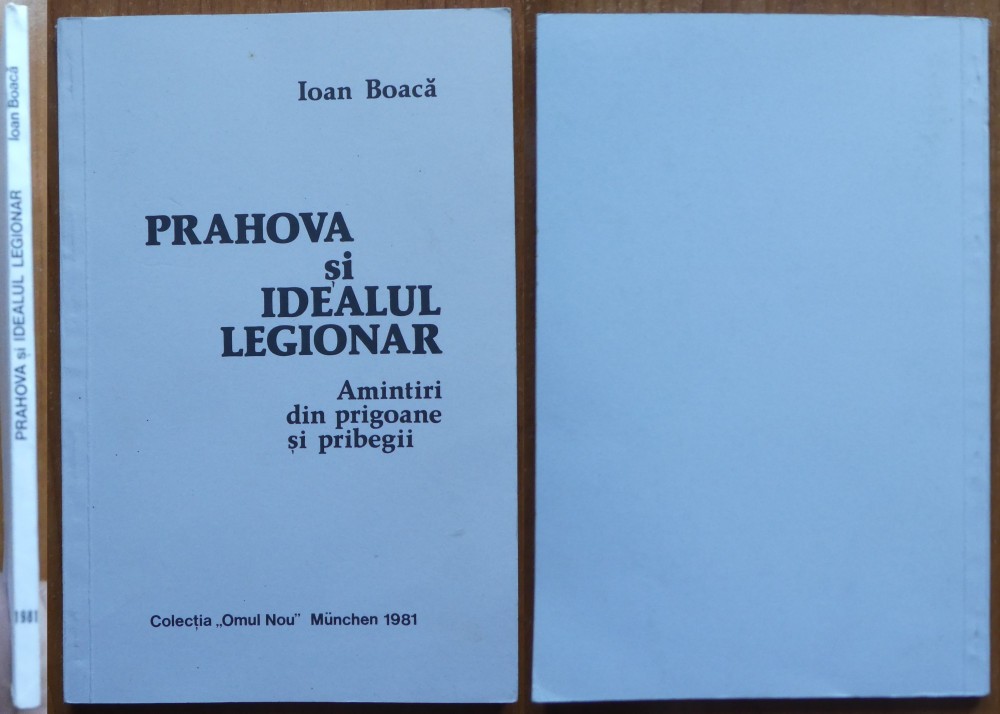 PRAHOVA și IDEALUL LEGIONAR Ioan Boacă
1981
Ioan Boacă
PRAHOVA
și
IDEALUL
LEGIONAR
Amintiri
din prigoane
și pribegii
Colecția „Omul Nou" München 1981